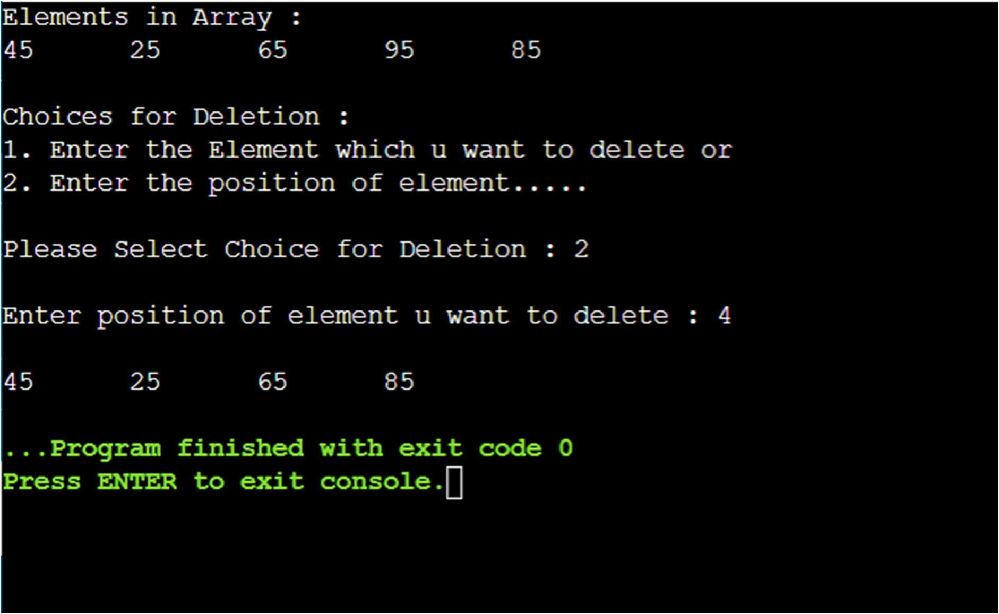 Elements in Array :
45 25 65 95 85
Choices for Deletion :
1. Enter the Element which u want to delete or
2. Enter the position of element.....
Please Select Choice for Deletion : 2
Enter position of element u want to delete : 4
45 25 65 85
...Program finished with exit code 0
Press ENTER to exit console.